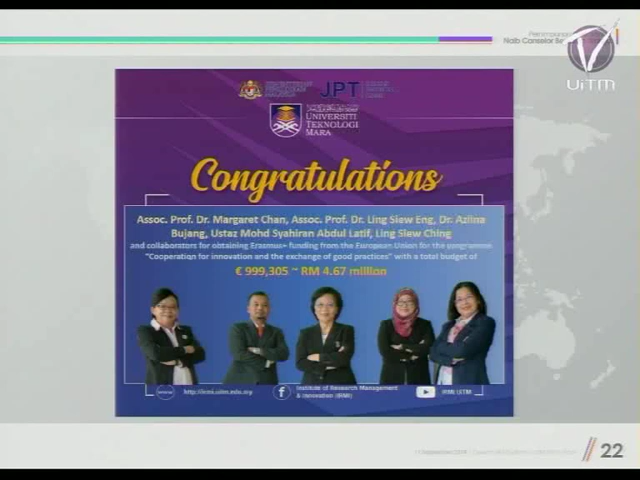 Naib Canselor
UiTM
JPT
UNIVERSITI
TEKNOLOGI
MARA
Congratulations
Assoc. Prof. Dr. Margaret Chan, Assoc. Prof. Dr. Ling Siew Eng, Dr. Azlina
Bujang, Ustaz Mohd Syahiran Abdul Latif, Ling Siew Ching
and collaborators for obtaining Erasmus+ funding from the European Union for the programme
"Cooperation for innovation and the exchange of good practices" with a total budget of
€ 999,305 ~ RM 4.67 million
Institute of Research Management
& Innovation (IRMI)
IRMI UiTM
22